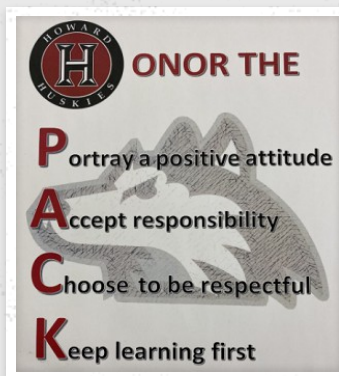 HOWARD
H ONOR THE
HUSKIES
Portray a positive attitude
Accept responsibility
Choose to be respectful
Keep learning first